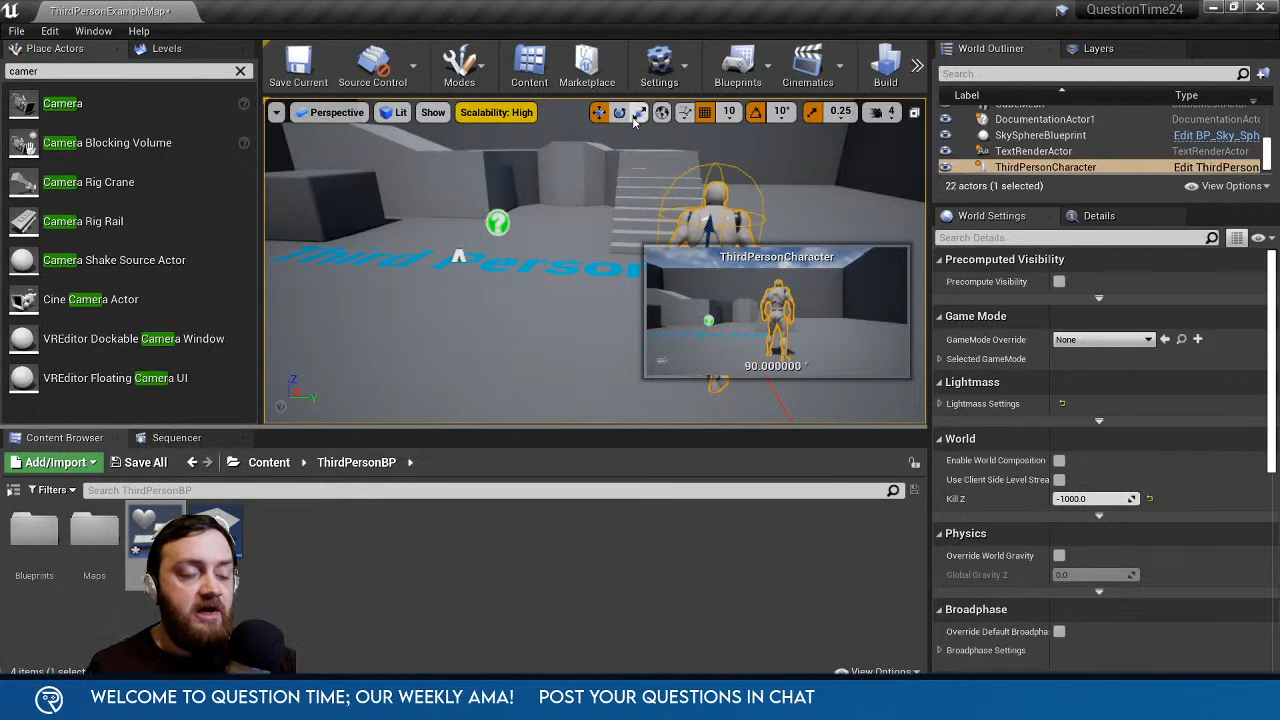 ThirdPersonExampleMap*
QuestionTime24
File Edit Window Help
Place Actors Levels
camer
Camera
Camera Blocking Volume
Camera Rig Crane
Camera Rig Rail
Camera Shake Source Actor
Cine Camera Actor
VREditor Dockable Camera Window
VREditor Floating Camera UI
Save Current Source Control Modes Content Marketplace Settings Blueprints Cinematics Build
Perspective Lit Show Scalability: High 10 10° 0.25 4
Third Person
ThirdPersonCharacter
90.000000 °
Z
Y
World Outliner Layers
Search...
Label Type
DocumentationActor1 DocumentationAc
SkySphereBlueprint Edit BP_Sky_Sph
TextRenderActor TextRenderActor
ThirdPersonCharacter Edit ThirdPerson
22 actors (1 selected) View Options
World Settings Details
Search Details
Precomputed Visibility
Precompute Visibility
Game Mode
GameMode Override None
Selected GameMode
Lightmass
Lightmass Settings
World
Enable World Composition
Use Client Side Level Strea
Kill Z -1000.0
Physics
Override World Gravity
Global Gravity Z 0.0
Broadphase
Override Default Broadpha
Broadphase Settings
Content Browser Sequencer
Add/Import Save All Content ThirdPersonBP
Filters Search ThirdPersonBP
Blueprints Maps
4 items (1 select
View Options
WELCOME TO QUESTION TIME; OUR WEEKLY AMA! POST YOUR QUESTIONS IN CHAT